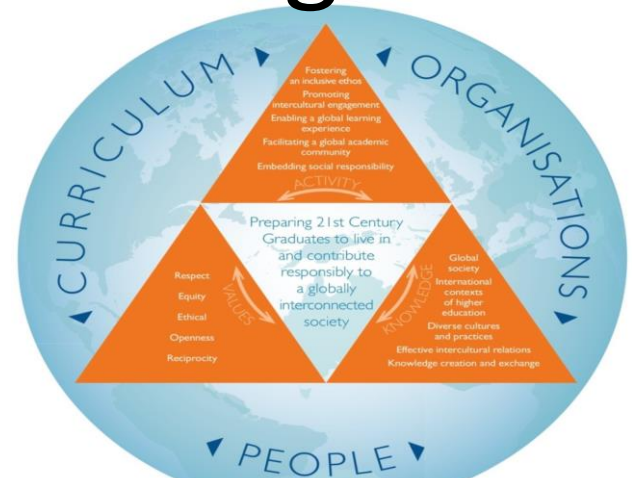 CURRICULUM
ORGANISATIONS
Fostering
an inclusive ethos
Promoting
intercultural engagement
Enabling a global learning
experience
Facilitating a global academic
community
Embedding social responsibility
ACTIVITY
Preparing 21st Century
Graduates to live in
and contribute
responsibly to
a globally
interconnected
society
Respect
Equity
Ethical
Openness
Reciprocity
VALUES
KNOWLEDGE
Global
society
International
contexts
of higher
education
Diverse cultures
and practices
Effective intercultural relations
Knowledge creation and exchange
PEOPLE